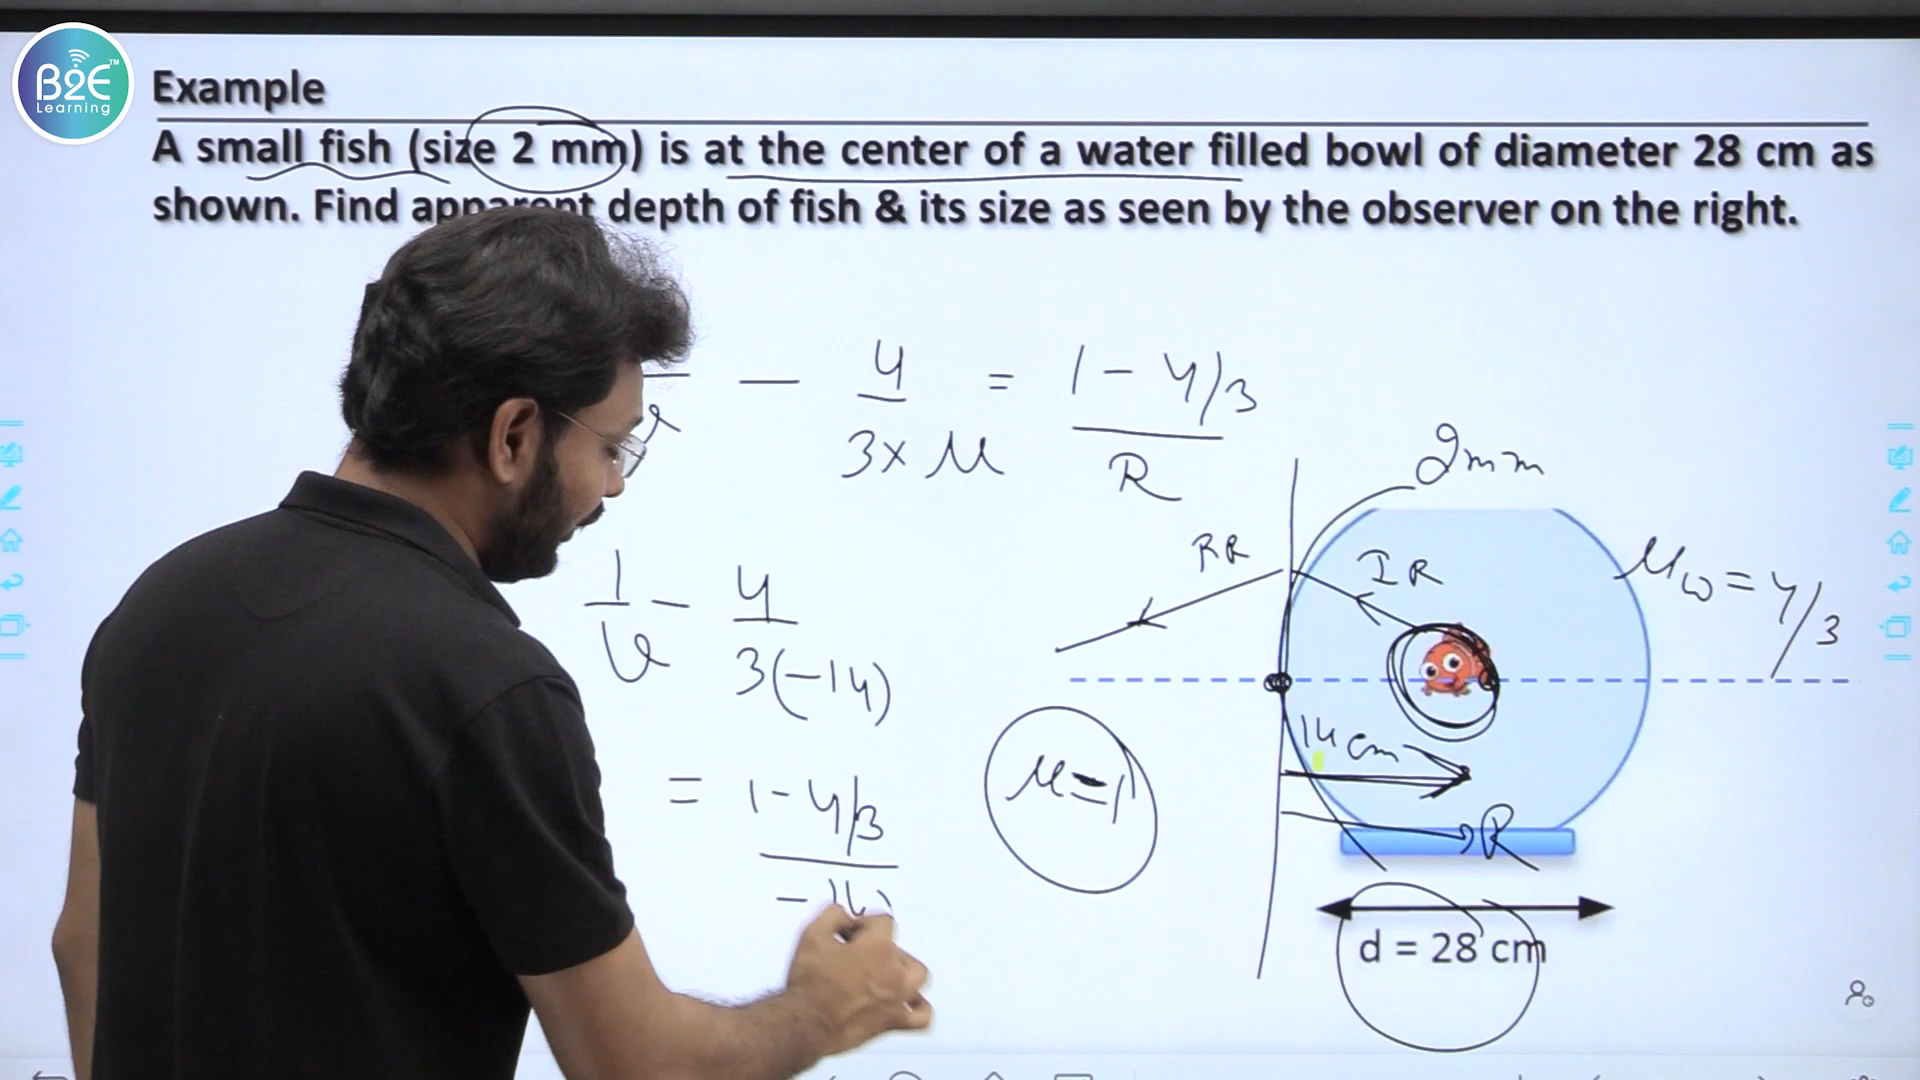 B2E
TM
Learning
Example
A small fish (size 2 mm) is at the center of a water filled bowl of diameter 28 cm as
shown. Find apparent depth of fish & its size as seen by the observer on the right.
v − 4 / 3×μ = 1 − 4/3 / R
2mm
RR
IR
μw = 4/3
1/v − 4 / 3(−14)
= 1 − 4/3 / −14
μ=1
14 cm
R
d = 28 cm